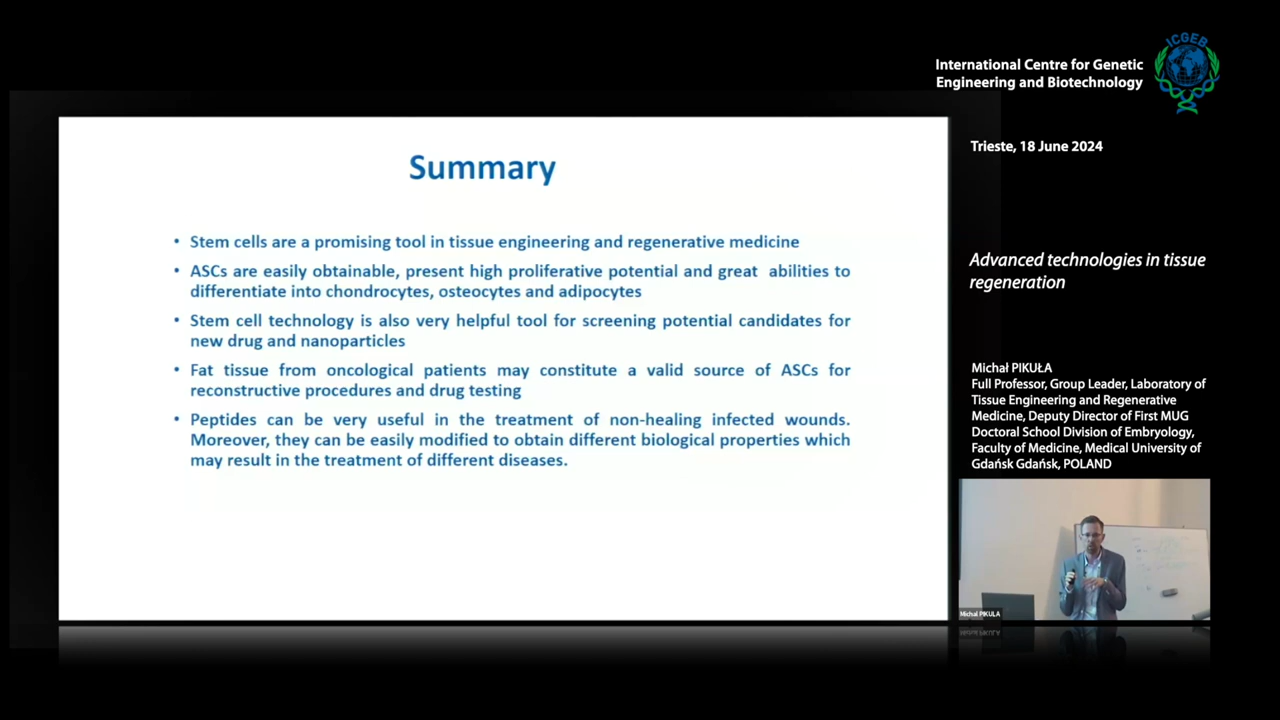 ICGEB
International Centre for Genetic
Engineering and Biotechnology
Trieste, 18 June 2024
Summary
• Stem cells are a promising tool in tissue engineering and regenerative medicine
• ASCs are easily obtainable, present high proliferative potential and great abilities to
differentiate into chondrocytes, osteocytes and adipocytes
• Stem cell technology is also very helpful tool for screening potential candidates for
new drug and nanoparticles
• Fat tissue from oncological patients may constitute a valid source of ASCs for
reconstructive procedures and drug testing
• Peptides can be very useful in the treatment of non-healing infected wounds.
Moreover, they can be easily modified to obtain different biological properties which
may result in the treatment of different diseases.
Advanced technologies in tissue
regeneration
Michał PIKUŁA
Full Professor, Group Leader, Laboratory of
Tissue Engineering and Regenerative
Medicine, Deputy Director of First MUG
Doctoral School Division of Embryology,
Faculty of Medicine, Medical University of
Gdańsk Gdańsk, POLAND
Michal PIKULA